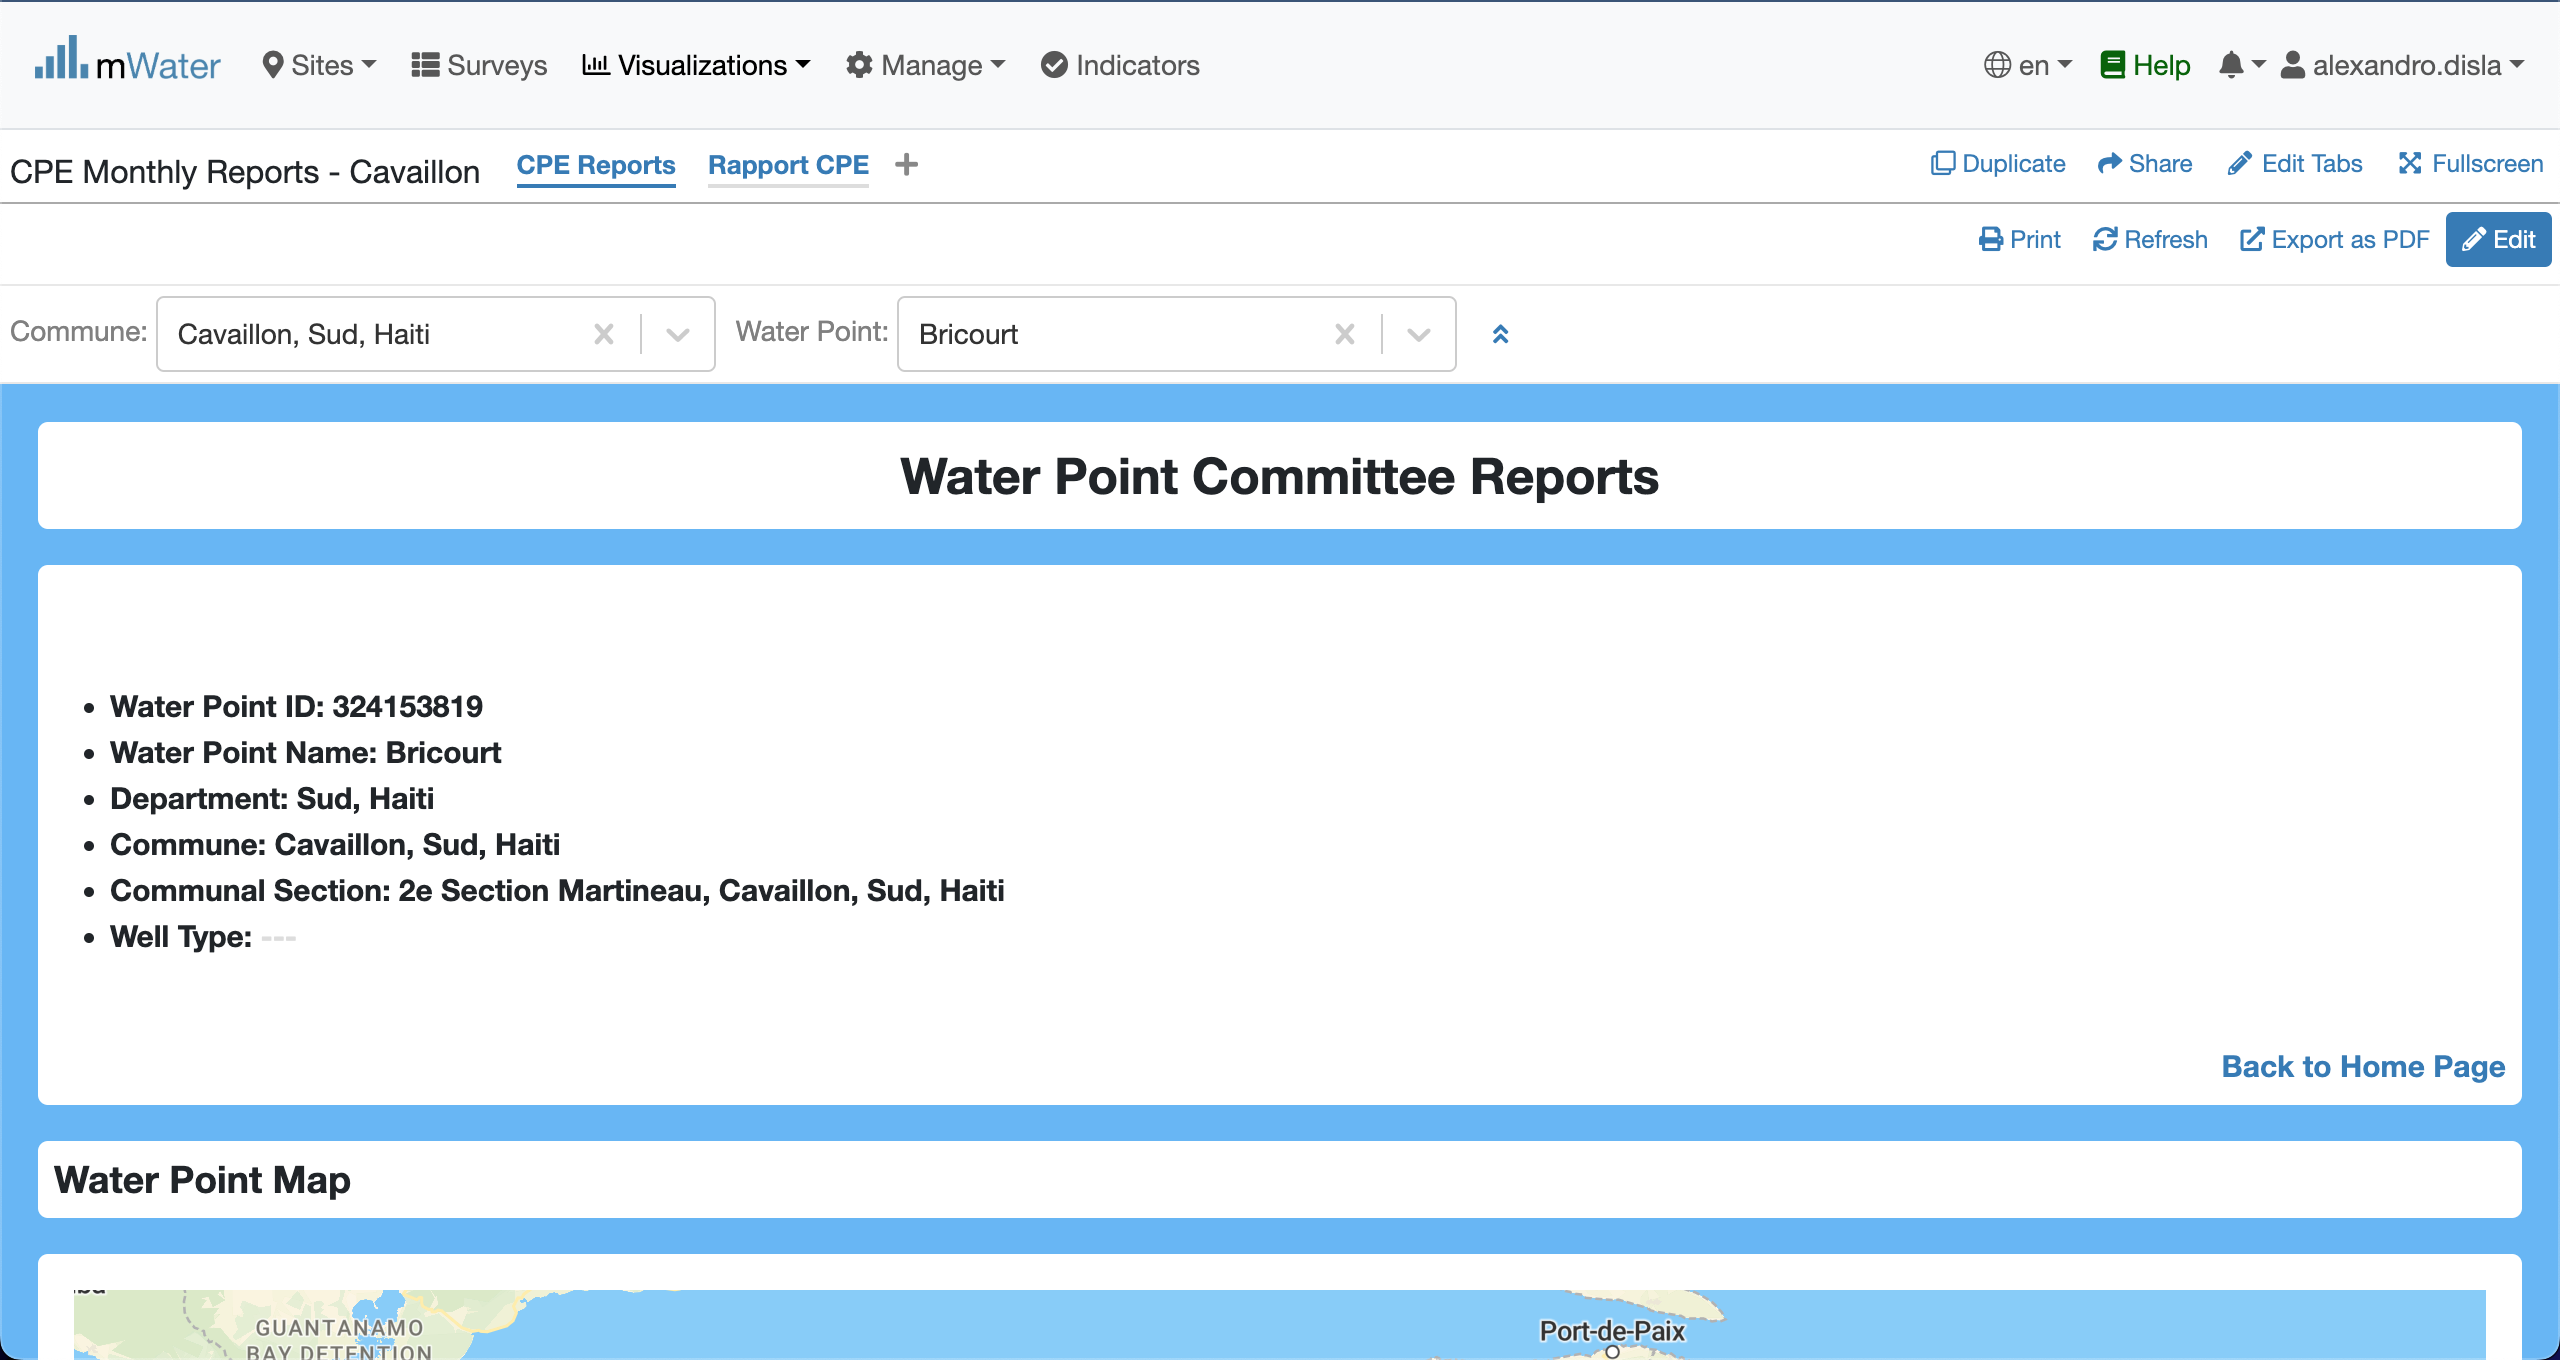 mWater Sites Surveys Visualizations Manage Indicators en Help alexandro.disla
CPE Monthly Reports - Cavaillon CPE Reports Rapport CPE + Duplicate Share Edit Tabs Fullscreen
Print Refresh Export as PDF Edit
Commune: Cavaillon, Sud, Haiti Water Point: Bricourt
Water Point Committee Reports
• Water Point ID: 324153819
• Water Point Name: Bricourt
• Department: Sud, Haiti
• Commune: Cavaillon, Sud, Haiti
• Communal Section: 2e Section Martineau, Cavaillon, Sud, Haiti
• Well Type: ---
Back to Home Page
Water Point Map
GUANTANAMO
BAY DETENTION
Port-de-Paix